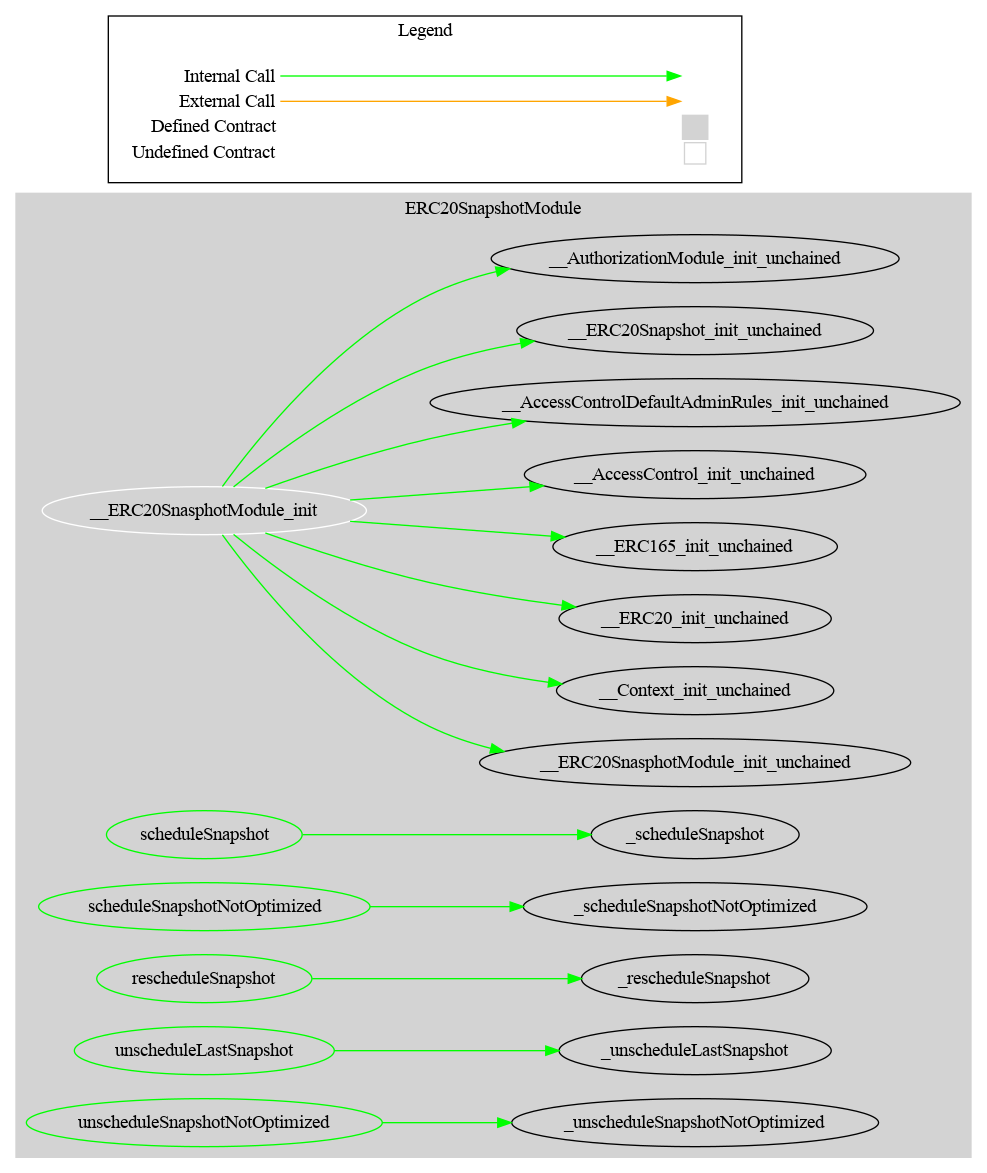 Legend
Internal Call
External Call
Defined Contract
Undefined Contract
ERC20SnapshotModule
__AuthorizationModule_init_unchained
__ERC20Snapshot_init_unchained
__AccessControlDefaultAdminRules_init_unchained
__AccessControl_init_unchained
__ERC20SnasphotModule_init
__ERC165_init_unchained
__ERC20_init_unchained
__Context_init_unchained
__ERC20SnasphotModule_init_unchained
scheduleSnapshot
_scheduleSnapshot
scheduleSnapshotNotOptimized
_scheduleSnapshotNotOptimized
rescheduleSnapshot
_rescheduleSnapshot
unscheduleLastSnapshot
_unscheduleLastSnapshot
unscheduleSnapshotNotOptimized
_unscheduleSnapshotNotOptimized